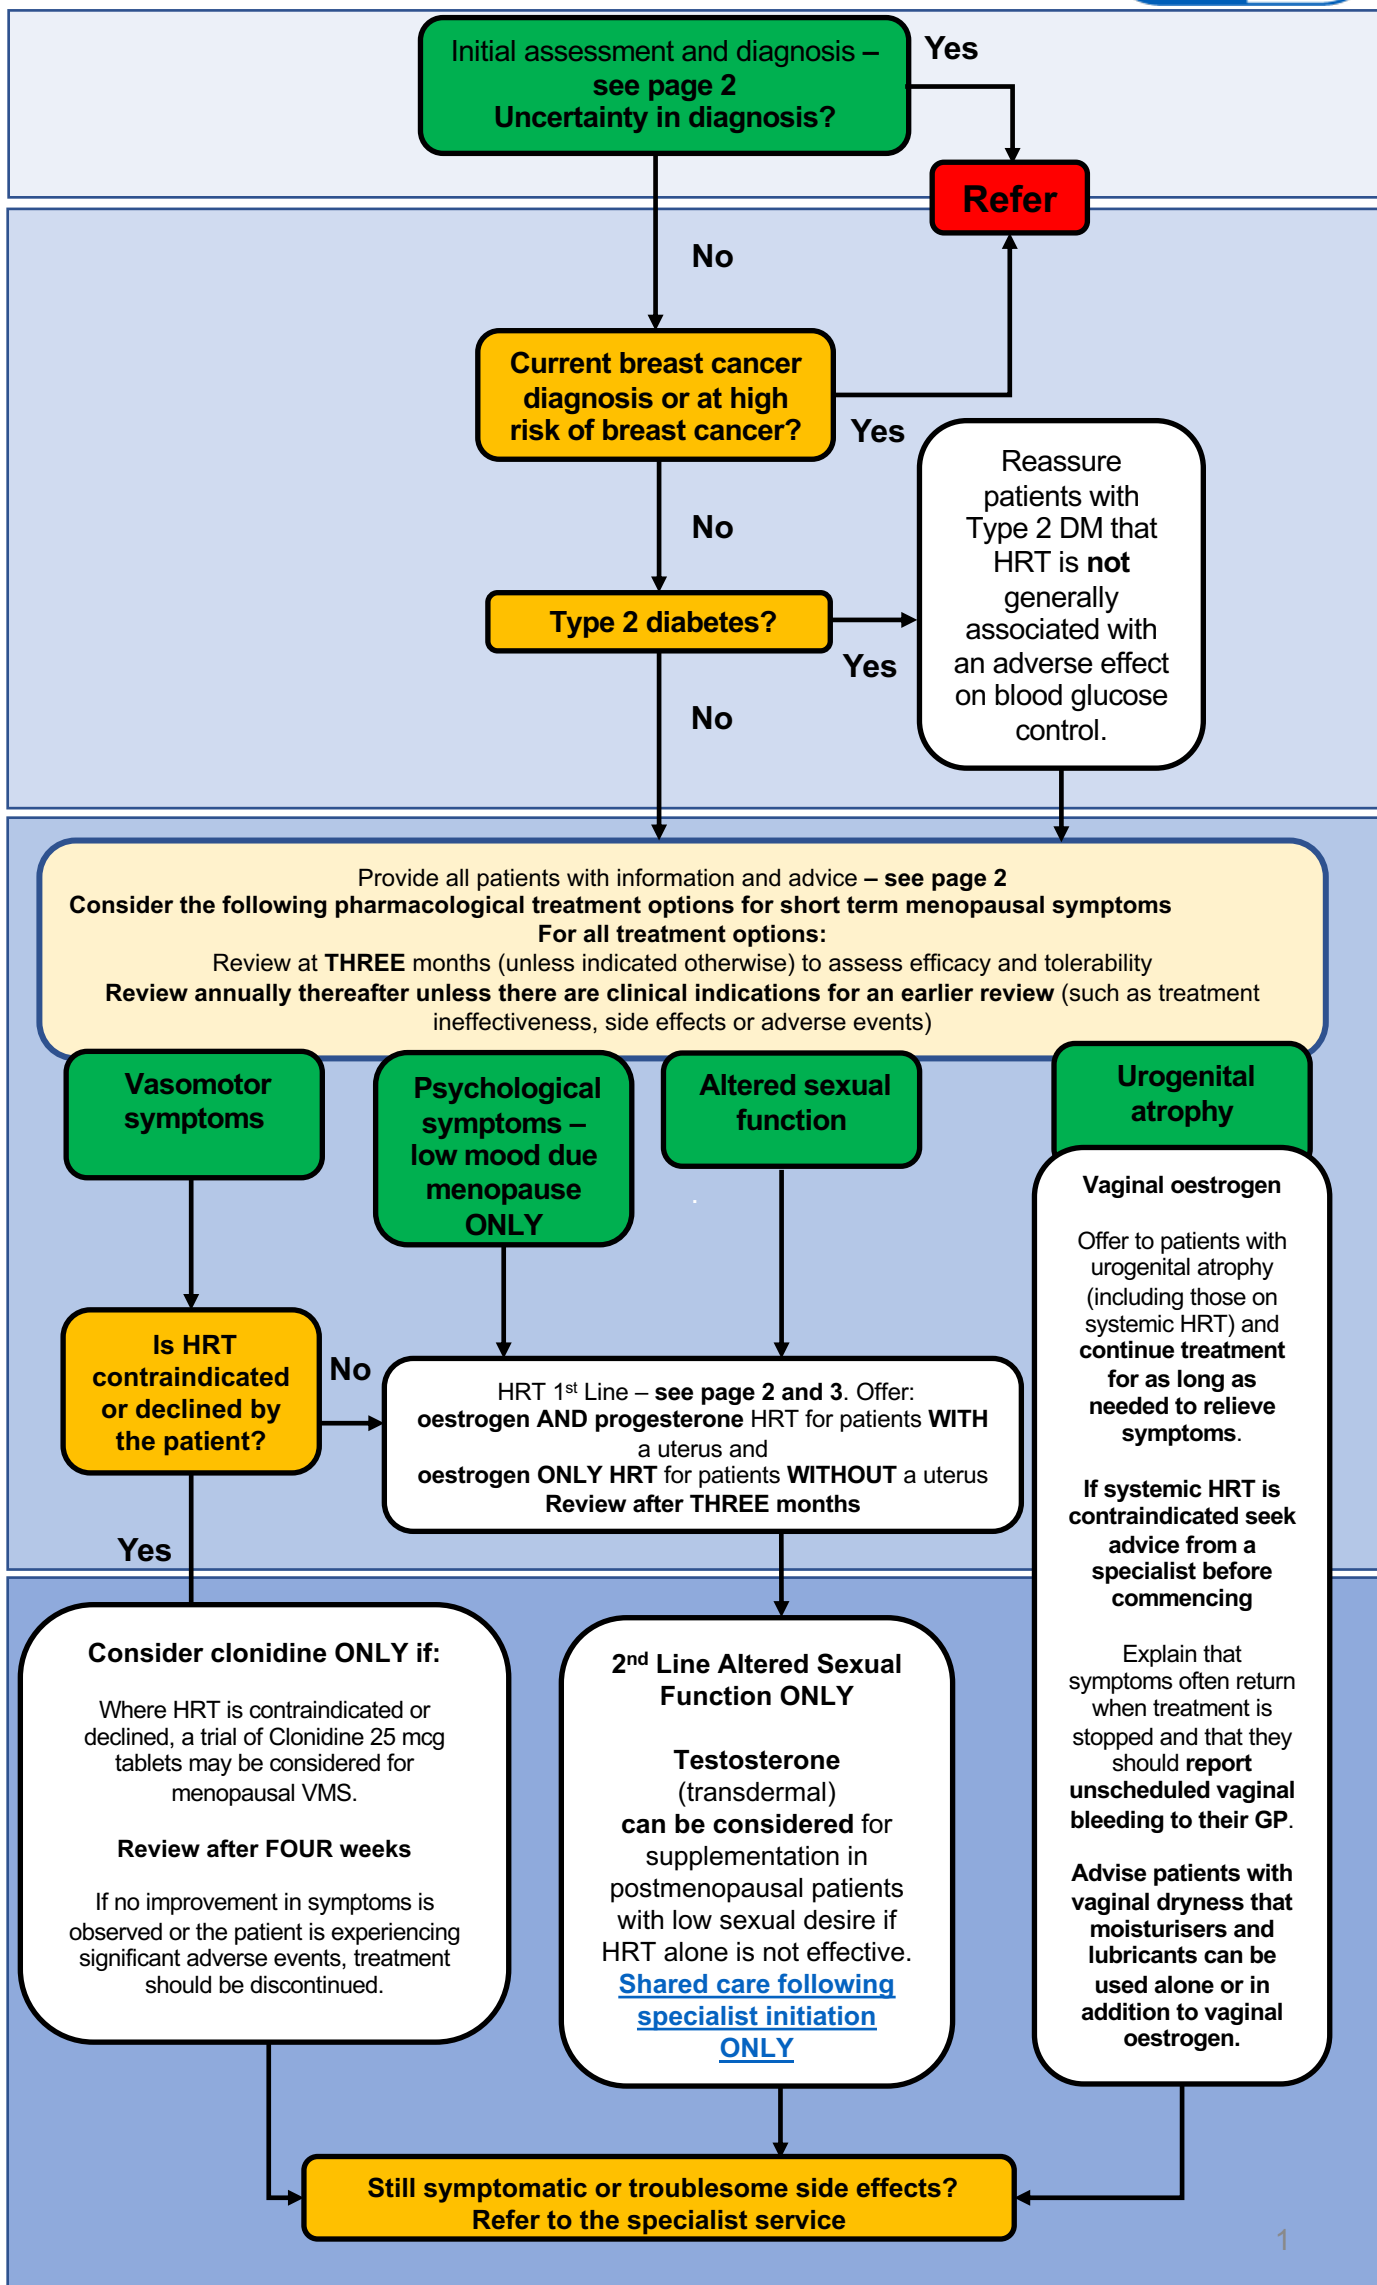 Initial assessment and diagnosis –
see page 2
Uncertainty in diagnosis?
Yes
Refer
No
Current breast cancer
diagnosis or at high
risk of breast cancer?
Yes
No
Reassure
patients with
Type 2 DM that
HRT is not
generally
associated with
an adverse effect
on blood glucose
control.
Type 2 diabetes?
Yes
No
Provide all patients with information and advice – see page 2
Consider the following pharmacological treatment options for short term menopausal symptoms
For all treatment options:
Review at THREE months (unless indicated otherwise) to assess efficacy and tolerability
Review annually thereafter unless there are clinical indications for an earlier review (such as treatment
ineffectiveness, side effects or adverse events)
Vasomotor
symptoms
Psychological
symptoms –
low mood due
menopause
ONLY
Altered sexual
function
Urogenital
atrophy
Is HRT
contraindicated
or declined by
the patient?
No
Yes
HRT 1st Line – see page 2 and 3. Offer:
oestrogen AND progesterone HRT for patients WITH
a uterus and
oestrogen ONLY HRT for patients WITHOUT a uterus
Review after THREE months
Vaginal oestrogen
Offer to patients with
urogenital atrophy
(including those on
systemic HRT) and
continue treatment
for as long as
needed to relieve
symptoms.
If systemic HRT is
contraindicated seek
advice from a
specialist before
commencing
Explain that
symptoms often return
when treatment is
stopped and that they
should report
unscheduled vaginal
bleeding to their GP.
Advise patients with
vaginal dryness that
moisturisers and
lubricants can be
used alone or in
addition to vaginal
oestrogen.
Consider clonidine ONLY if:
Where HRT is contraindicated or
declined, a trial of Clonidine 25 mcg
tablets may be considered for
menopausal VMS.
Review after FOUR weeks
If no improvement in symptoms is
observed or the patient is experiencing
significant adverse events, treatment
should be discontinued.
2nd Line Altered Sexual
Function ONLY
Testosterone
(transdermal)
can be considered for
supplementation in
postmenopausal patients
with low sexual desire if
HRT alone is not effective.
Shared care following
specialist initiation
ONLY
Still symptomatic or troublesome side effects?
Refer to the specialist service
1